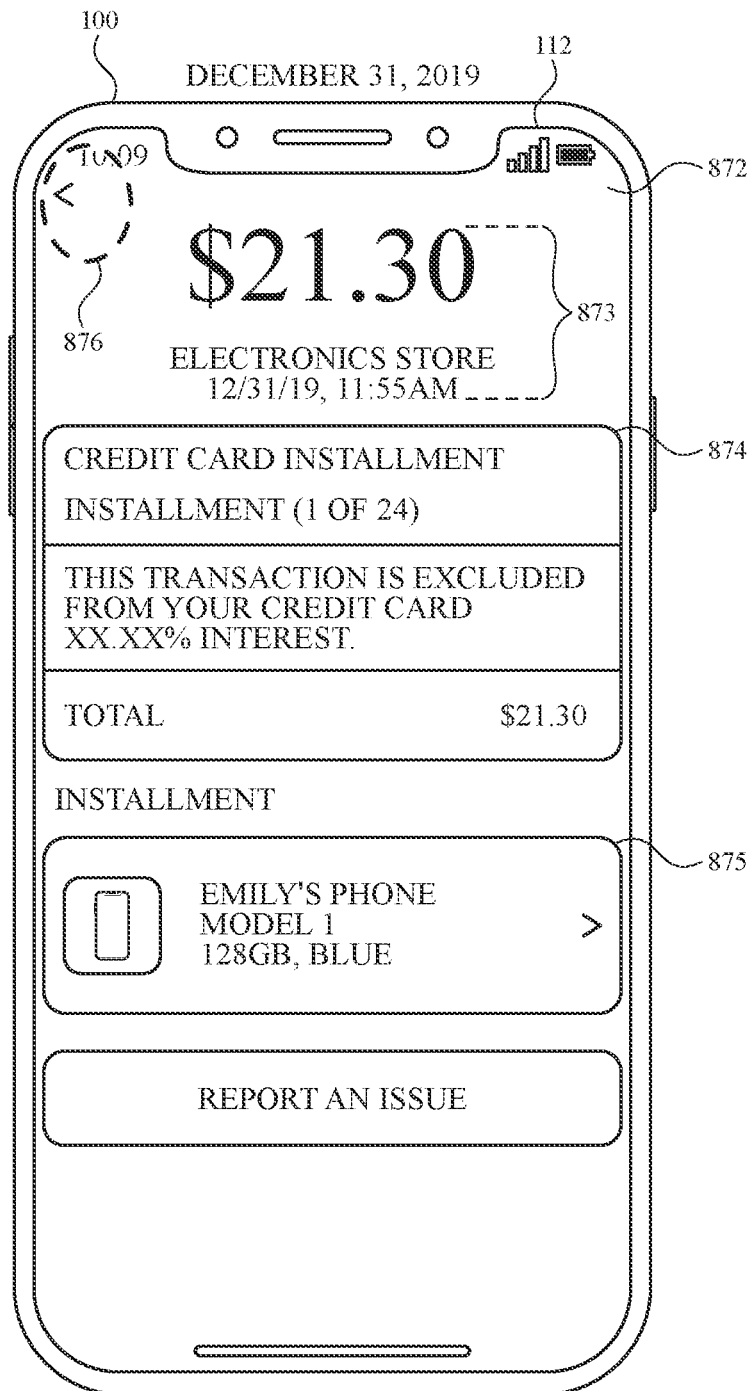 100
112
DECEMBER 31, 2019
872
<
$21.30
873
876
ELECTRONICS STORE
12/31/19, 11:55AM
874
CREDIT CARD INSTALLMENT
INSTALLMENT (1 OF 24)
THIS TRANSACTION IS EXCLUDED
FROM YOUR CREDIT CARD
XX.XX% INTEREST.
TOTAL $21.30
INSTALLMENT
875
EMILY'S PHONE
MODEL 1
128GB, BLUE
>
REPORT AN ISSUE